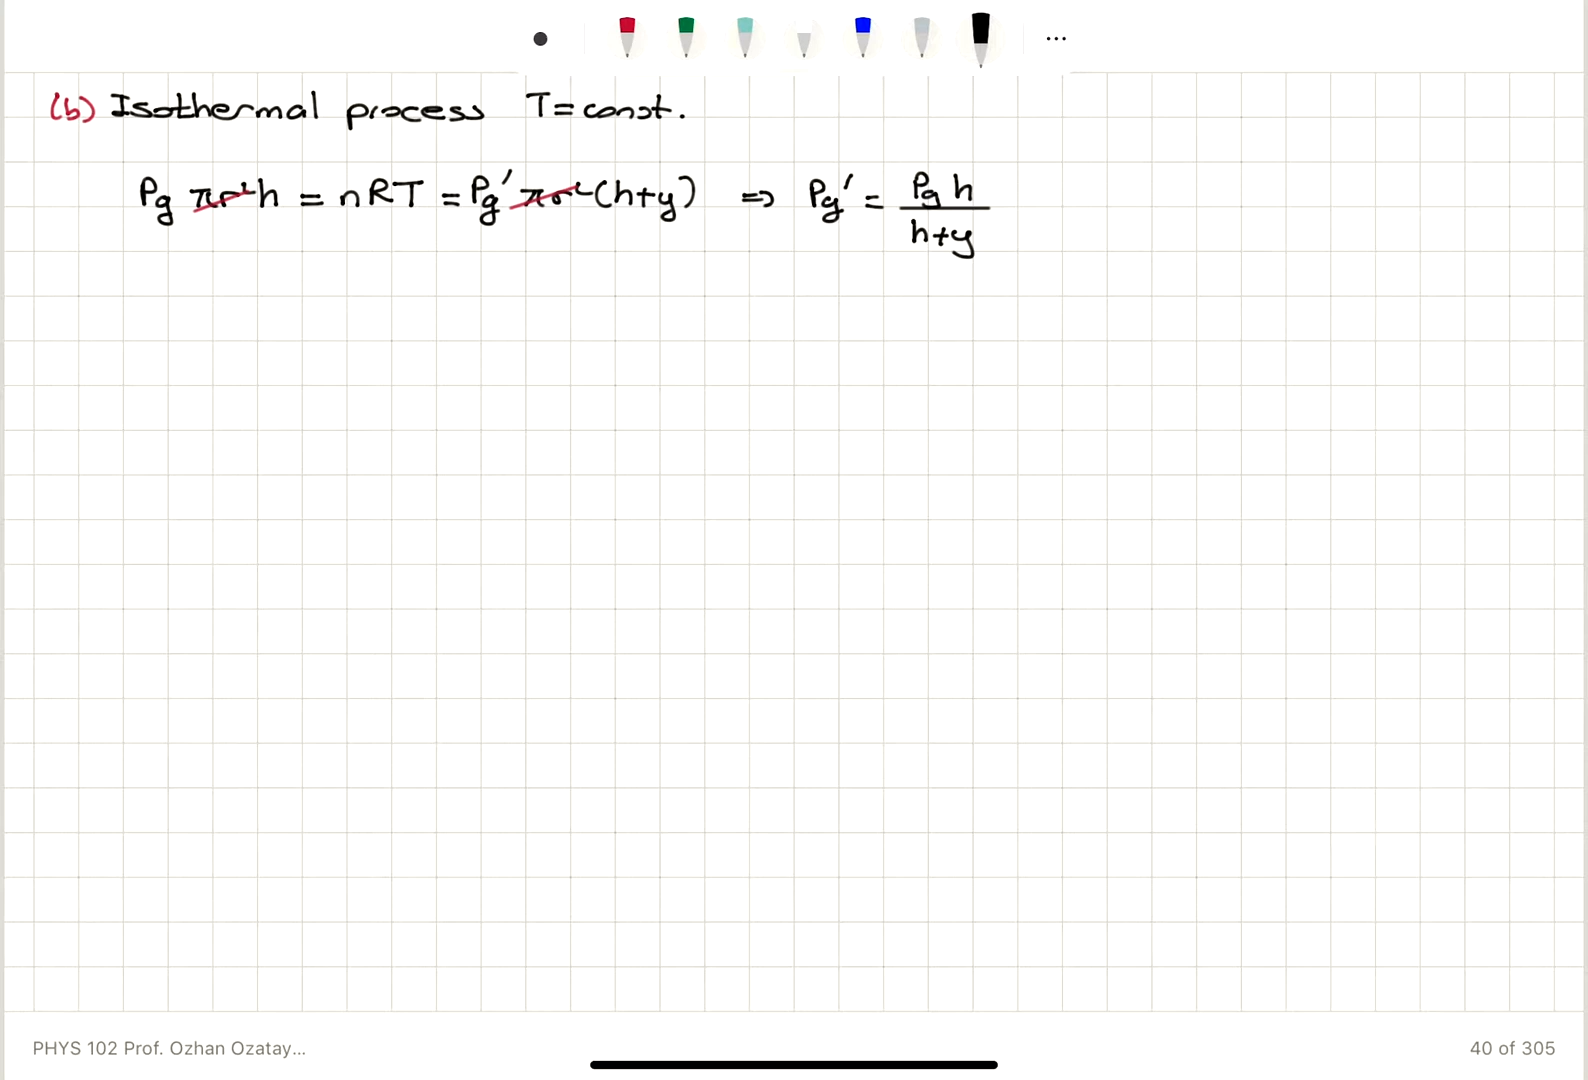 ...
(b) Isothermal process T = const.
Pg πr²h = nRT = Pg' πr²(h+y) ⇒ Pg' = Pg h / h+y
PHYS 102 Prof. Ozhan Ozatay...
40 of 305